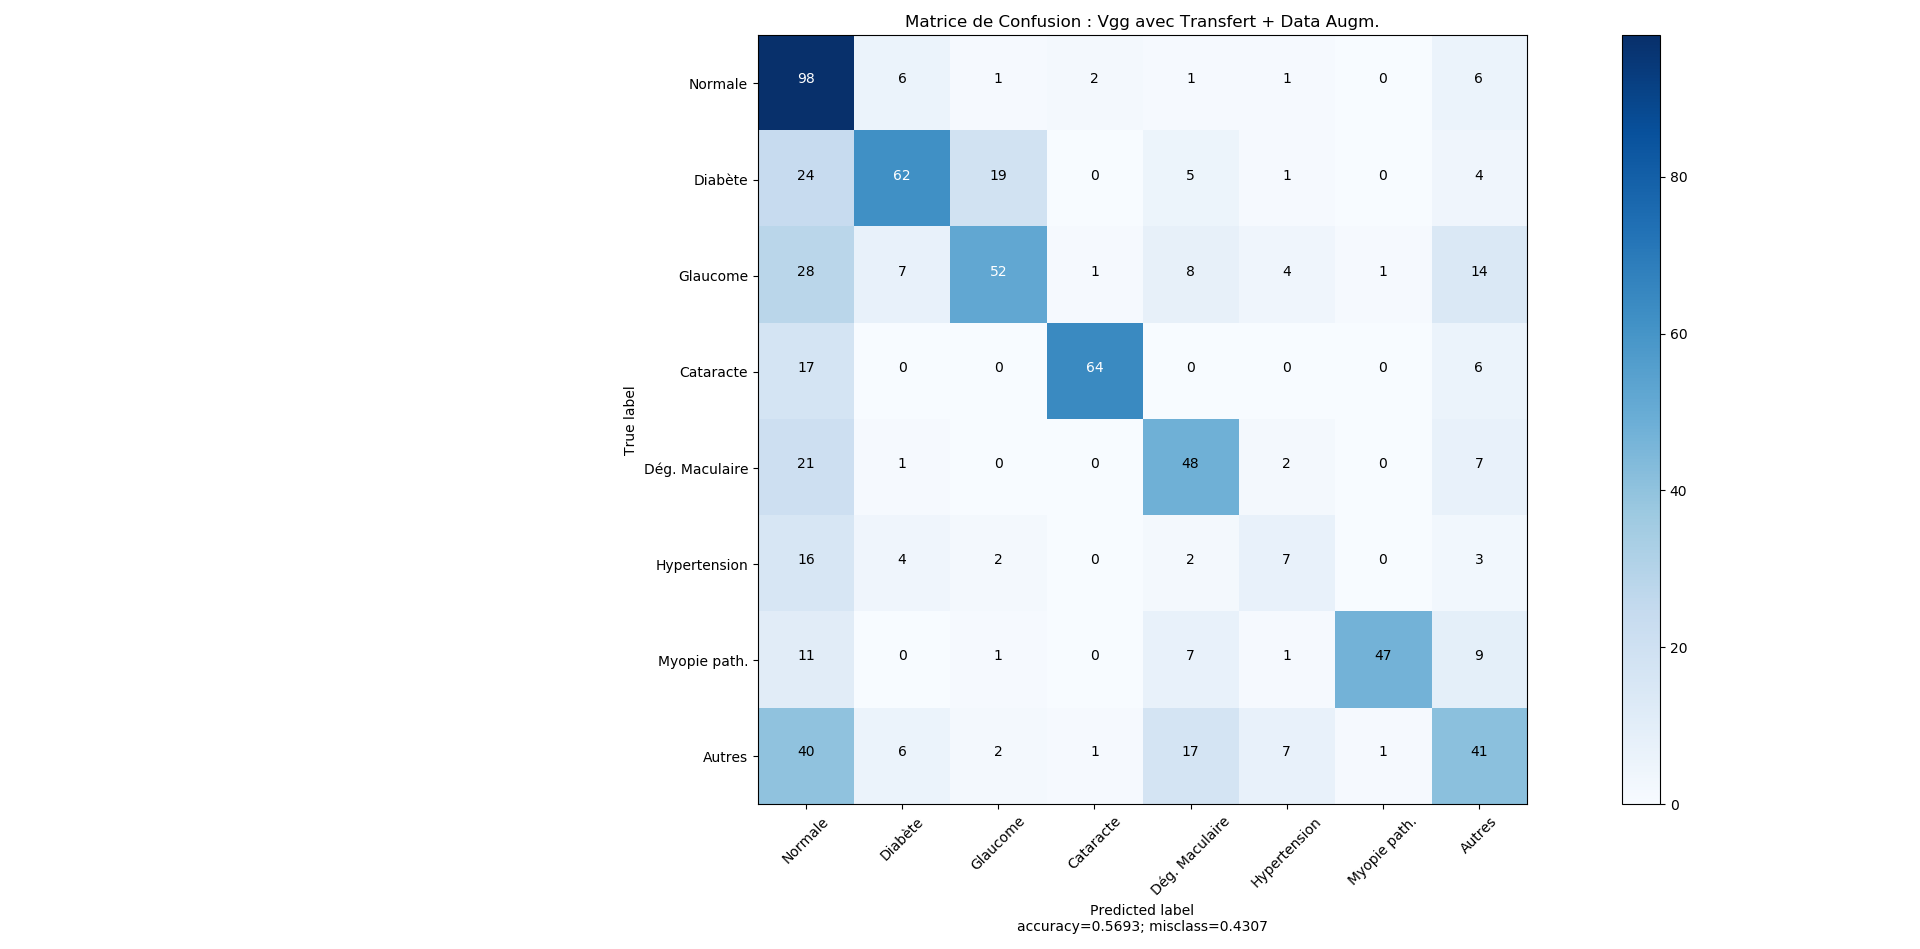 Matrice de Confusion : Vgg avec Transfert + Data Augm.
True label
Normale 98 6 1 2 1 1 0 6
Diabète 24 62 19 0 5 1 0 4
Glaucome 28 7 52 1 8 4 1 14
Cataracte 17 0 0 64 0 0 0 6
Dég. Maculaire 21 1 0 0 48 2 0 7
Hypertension 16 4 2 0 2 7 0 3
Myopie path. 11 0 1 0 7 1 47 9
Autres 40 6 2 1 17 7 1 41
Normale Diabète Glaucome Cataracte Dég. Maculaire Hypertension Myopie path. Autres
Predicted label
accuracy=0.5693; misclass=0.4307
80
60
40
20
0